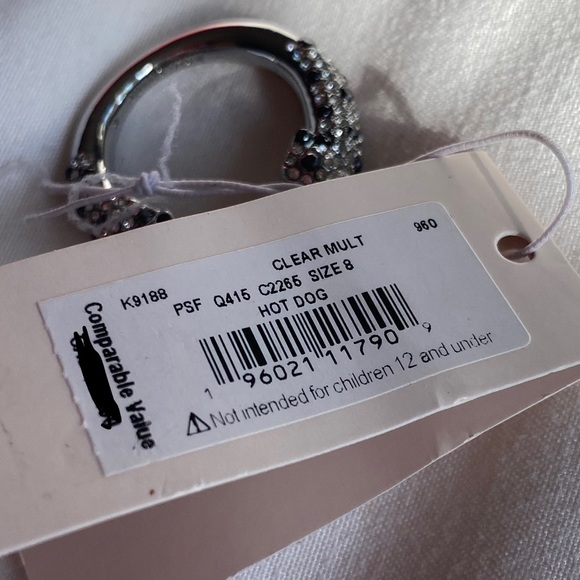 CLEAR MULT 960
K9188 PSF Q415 C2265 SIZE 8
HOT DOG
1 96021 11790 9
Not intended for children 12 and under
Comparable Value